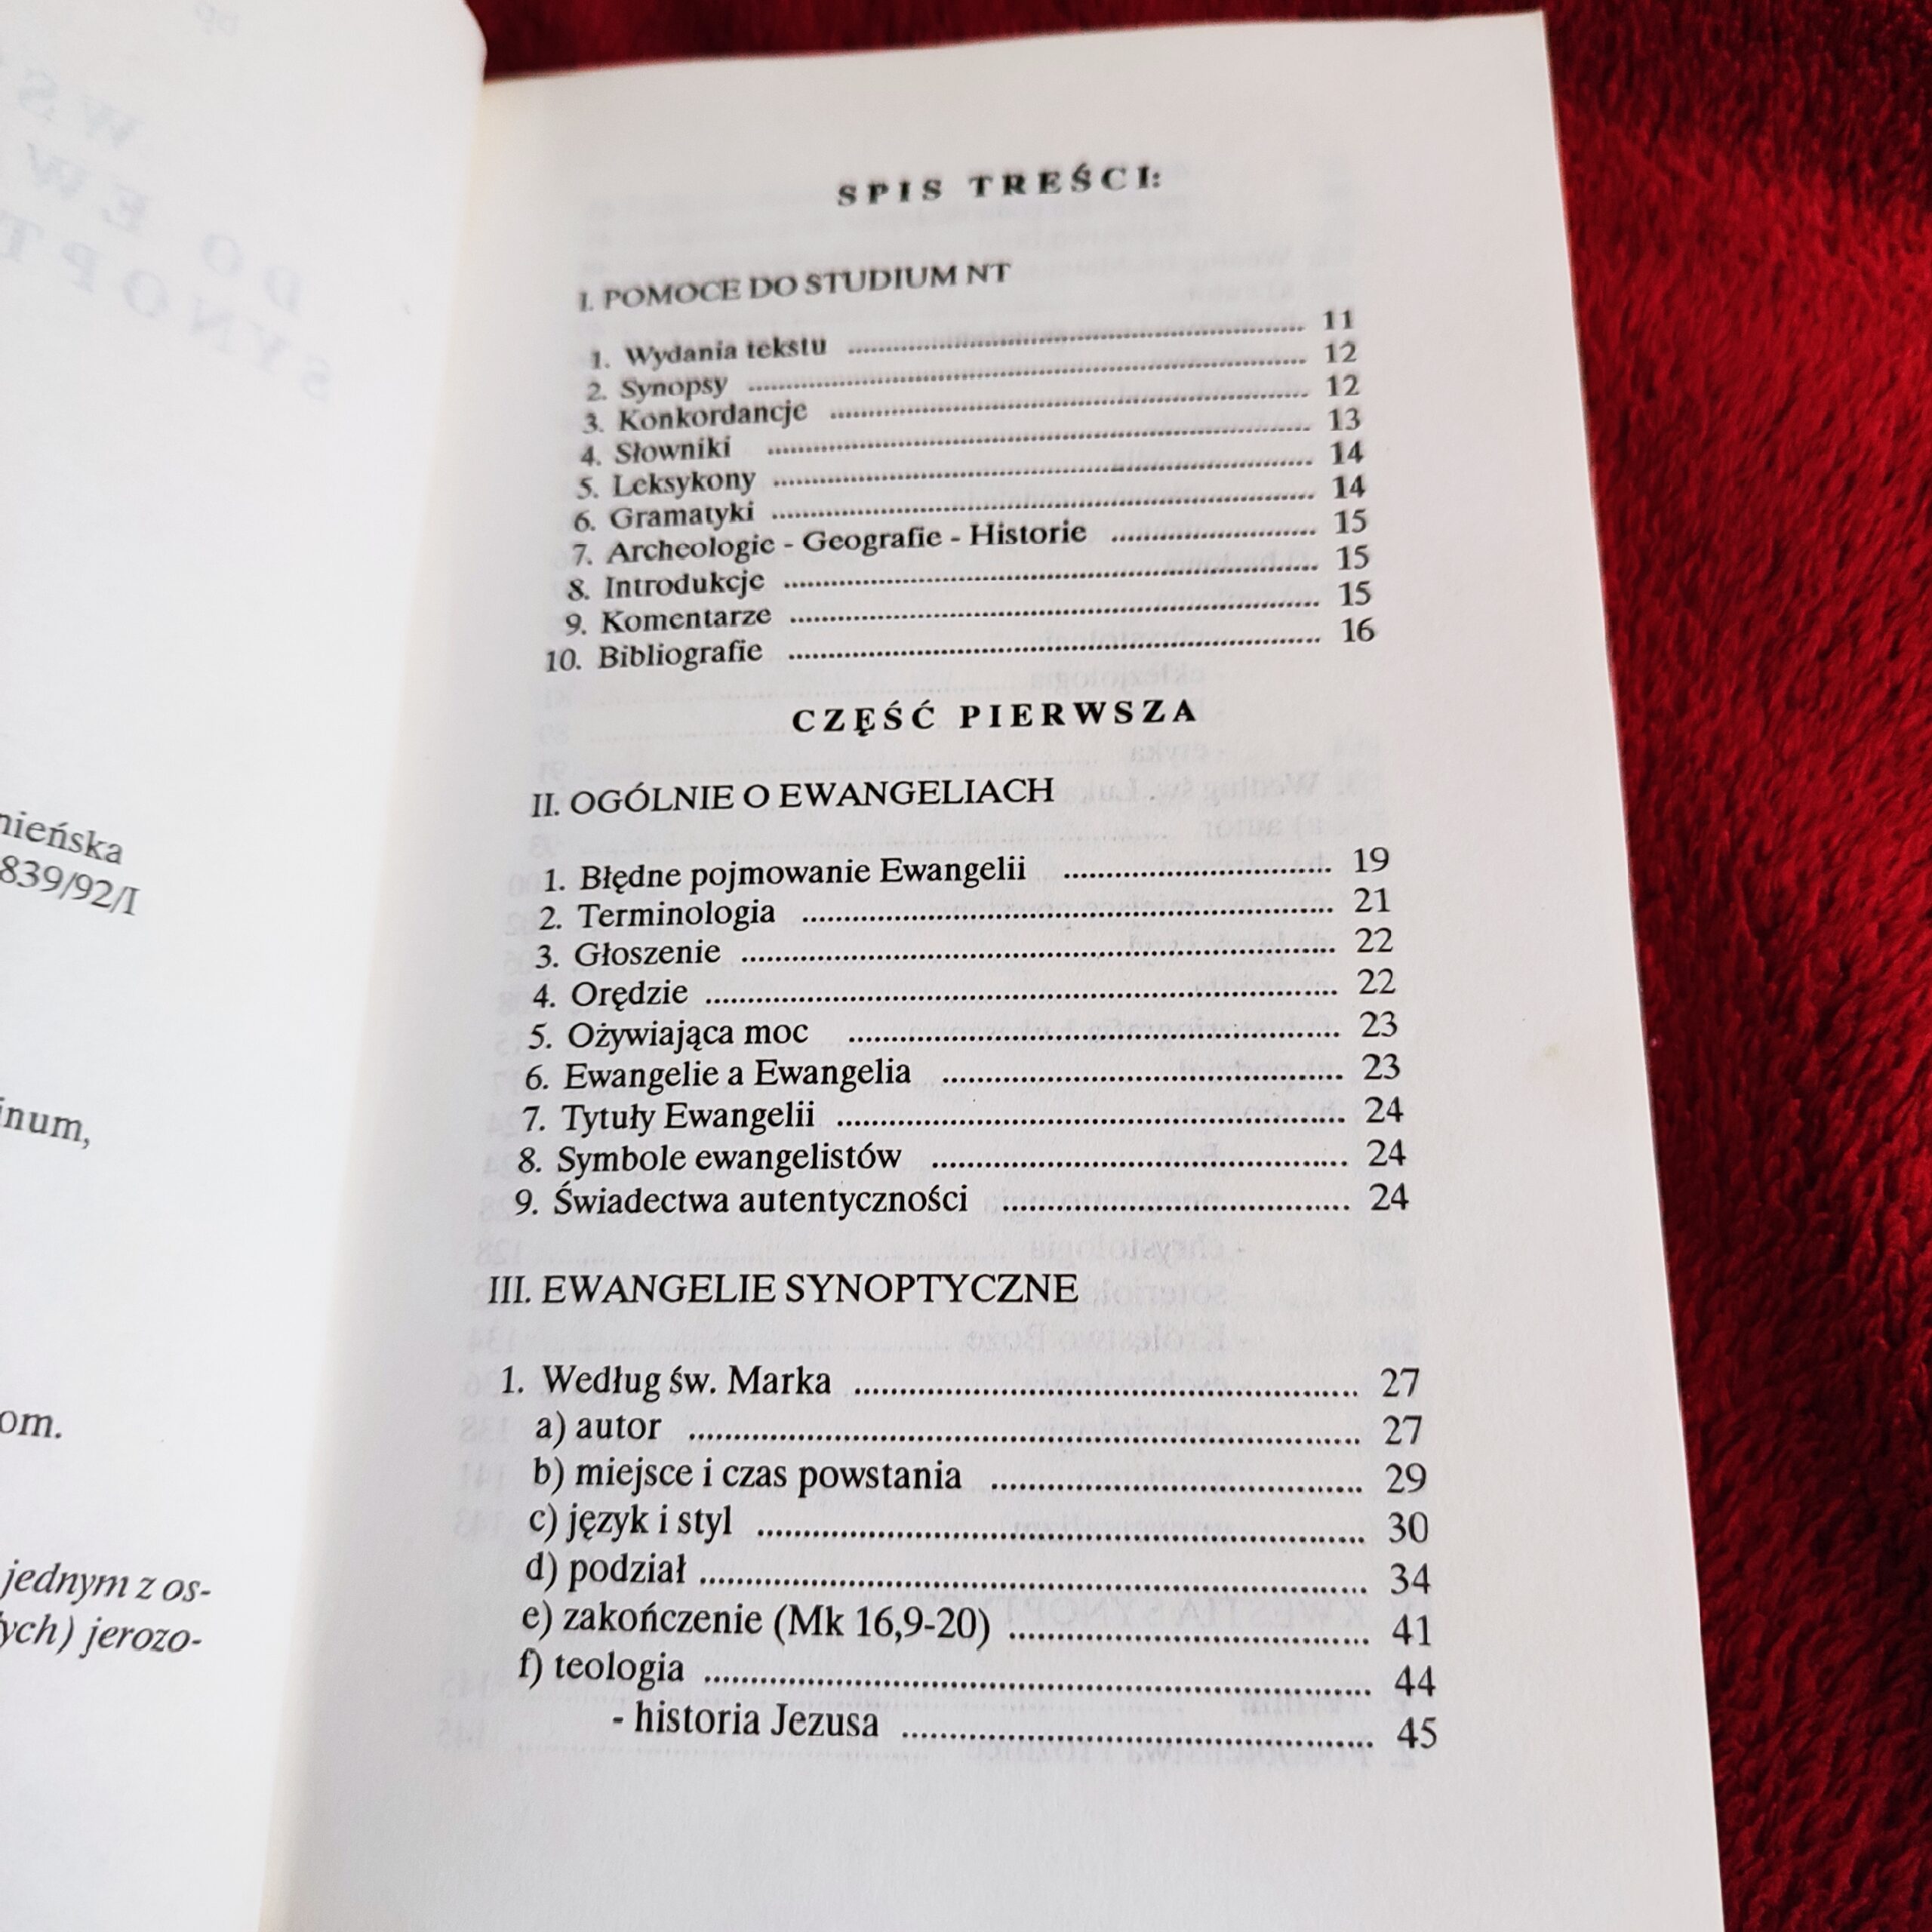 nieńska
839/92/I
inum,
om.
jednym z os-
ych) jerozo-
SPIS TREŚCI:
I. POMOCE DO STUDIUM NT
1. Wydania tekstu ........ 11
2. Synopsy ........ 12
3. Konkordancje ........ 12
4. Słowniki ........ 13
5. Leksykony ........ 14
6. Gramatyki ........ 14
7. Archeologie - Geografie - Historie ........ 15
8. Introdukcje ........ 15
9. Komentarze ........ 15
10. Bibliografie ........ 16
CZĘŚĆ PIERWSZA
II. OGÓLNIE O EWANGELIACH
1. Błędne pojmowanie Ewangelii ........ 19
2. Terminologia ........ 21
3. Głoszenie ........ 22
4. Orędzie ........ 22
5. Ożywiająca moc ........ 23
6. Ewangelie a Ewangelia ........ 23
7. Tytuły Ewangelii ........ 24
8. Symbole ewangelistów ........ 24
9. Świadectwa autentyczności ........ 24
III. EWANGELIE SYNOPTYCZNE
1. Według św. Marka ........ 27
a) autor ........ 27
b) miejsce i czas powstania ........ 29
c) język i styl ........ 30
d) podział ........ 34
e) zakończenie (Mk 16,9-20) ........ 41
f) teologia ........ 44
- historia Jezusa ........ 45